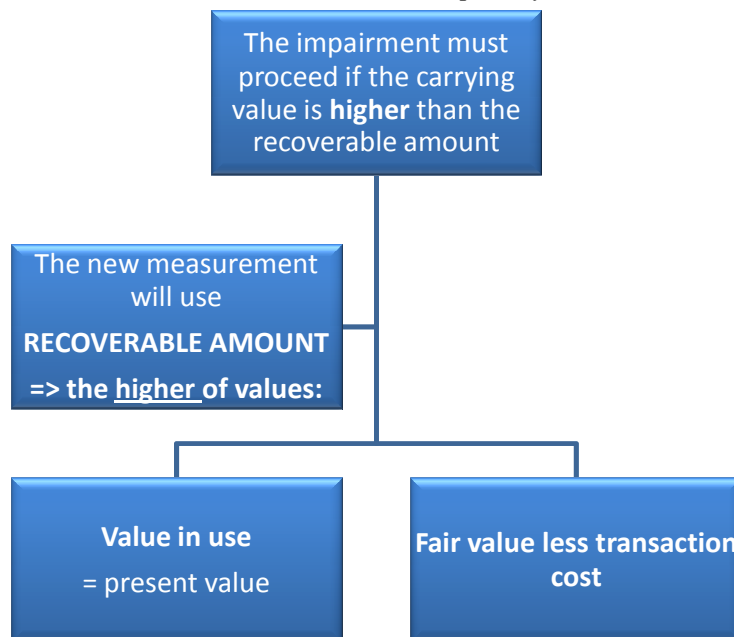 The impairment must
proceed if the carrying
value is higher than the
recoverable amount
The new measurement
will use
RECOVERABLE AMOUNT
=> the higher of values:
Value in use
= present value
Fair value less transaction
cost